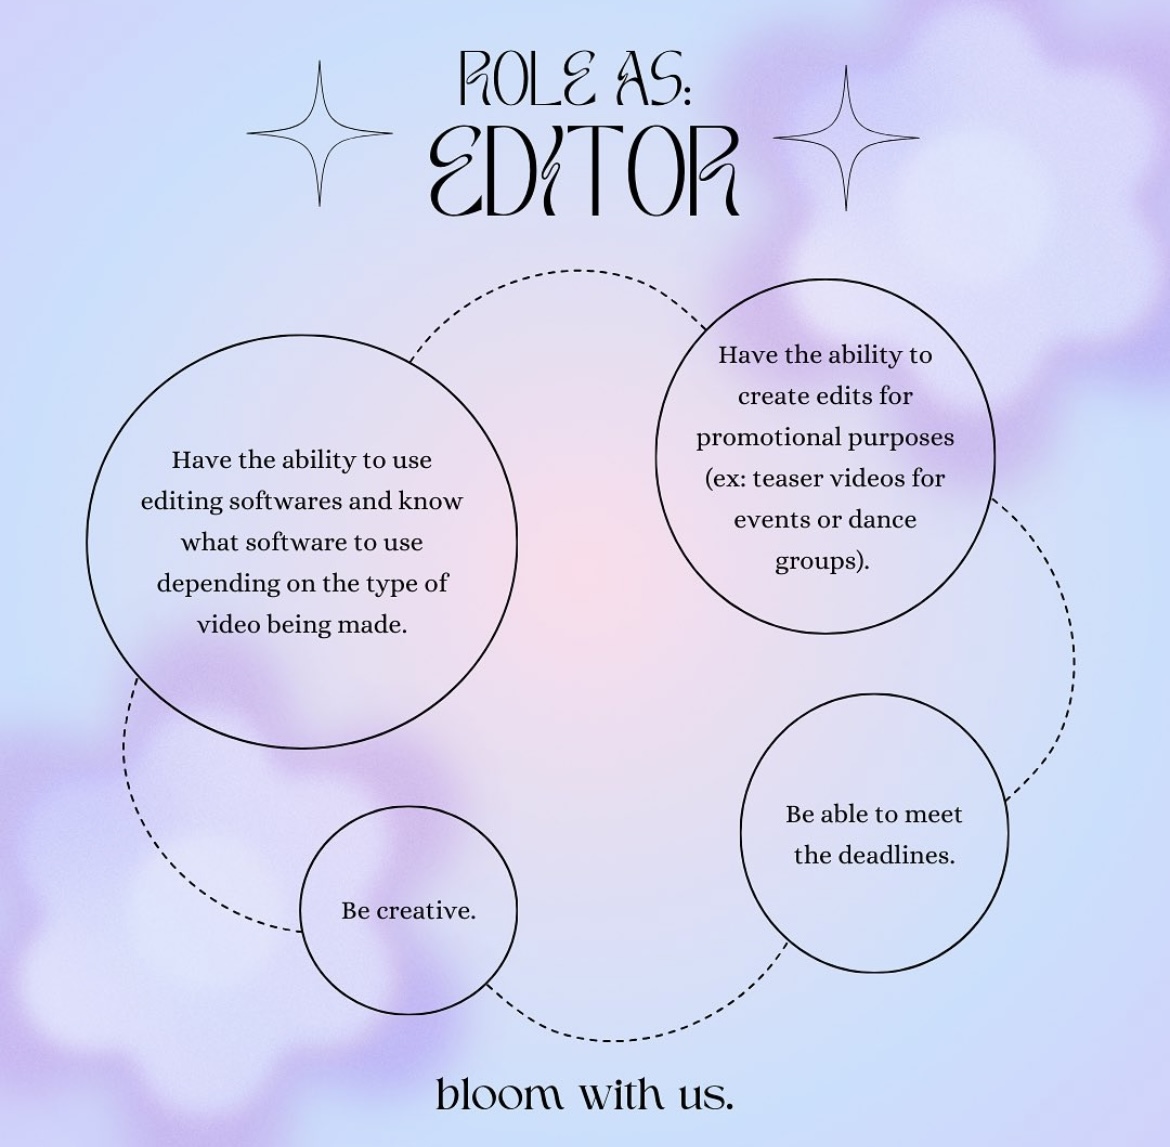 ROLE AS:
EDITOR
Have the ability to use
editing softwares and know
what software to use
depending on the type of
video being made.
Have the ability to
create edits for
promotional purposes
(ex: teaser videos for
events or dance
groups).
Be able to meet
the deadlines.
Be creative.
bloom with us.